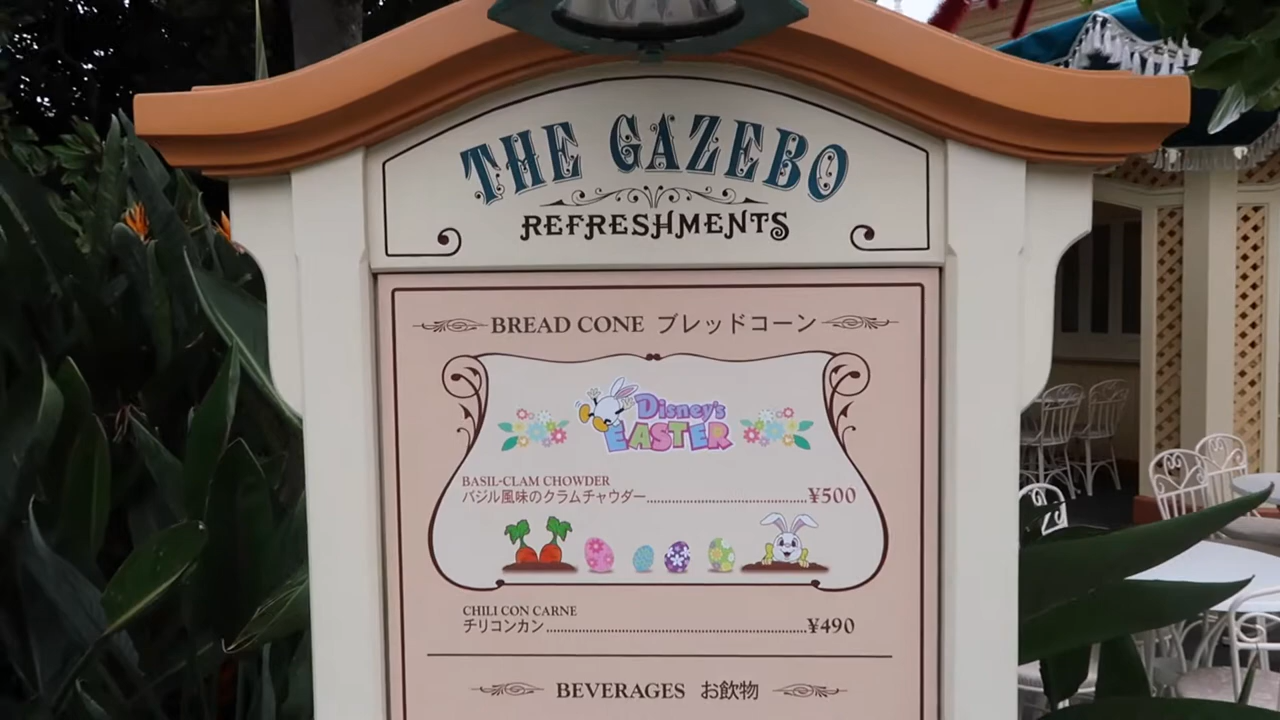 THE GAZEBO
REFRESHMENTS
BREAD CONE ブレッドコーン
Disney's
EASTER
BASIL-CLAM CHOWDER
バジル風味のクラムチャウダー..........¥500
CHILI CON CARNE
チリコンカン..........¥490
BEVERAGES お飲物